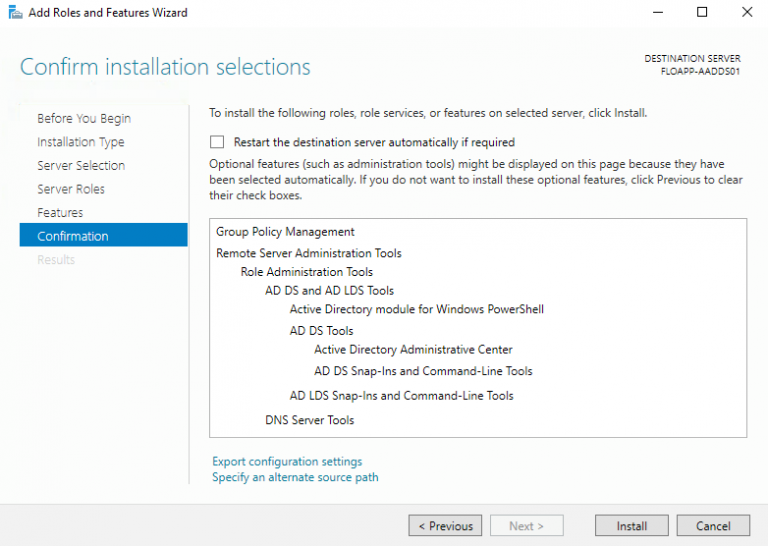 Add Roles and Features Wizard
Confirm installation selections
DESTINATION SERVER
FLOAPP-AADDS01
Before You Begin
Installation Type
Server Selection
Server Roles
Features
Confirmation
Results
To install the following roles, role services, or features on selected server, click Install.
Restart the destination server automatically if required
Optional features (such as administration tools) might be displayed on this page because they have
been selected automatically. If you do not want to install these optional features, click Previous to clear
their check boxes.
Group Policy Management
Remote Server Administration Tools
Role Administration Tools
AD DS and AD LDS Tools
Active Directory module for Windows PowerShell
AD DS Tools
Active Directory Administrative Center
AD DS Snap-Ins and Command-Line Tools
AD LDS Snap-Ins and Command-Line Tools
DNS Server Tools
Export configuration settings
Specify an alternate source path
< Previous
Next >
Install
Cancel